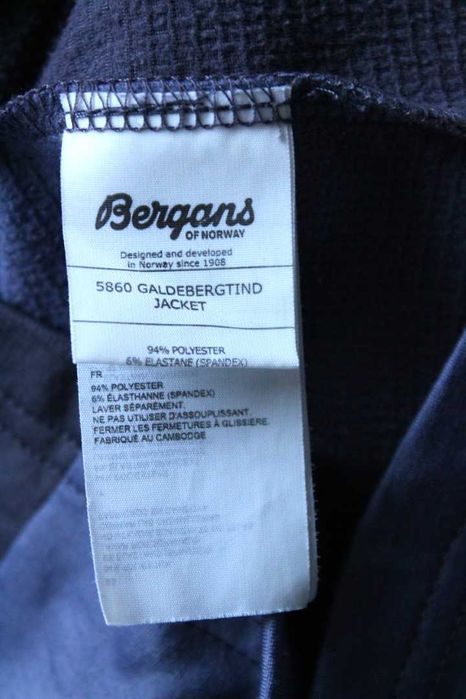 Bergans
OF NORWAY
Designed and developed
in Norway since 1908
5860 GALDEBERGTIND
JACKET
94% POLYESTER
6% ELASTANE (SPANDEX)
FR
94% POLYESTER
6% ÉLASTHANNE (SPANDEX)
LAVER SÉPARÉMENT.
NE PAS UTILISER D'ASSOUPLISSANT.
FERMER LES FERMETURES À GLISSIÈRE.
FABRIQUÉ AU CAMBODGE